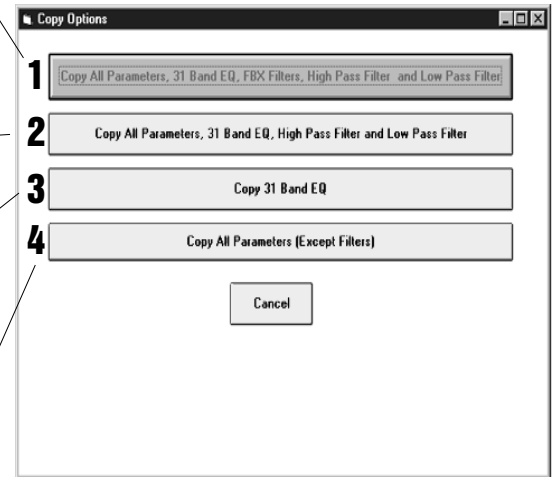 Copy Options
1 Copy All Parameters, 31 Band EQ, FBX Filters, High Pass Filter and Low Pass Filter
2 Copy All Parameters, 31 Band EQ, High Pass Filter and Low Pass Filter
3 Copy 31 Band EQ
4 Copy All Parameters (Except Filters)
Cancel